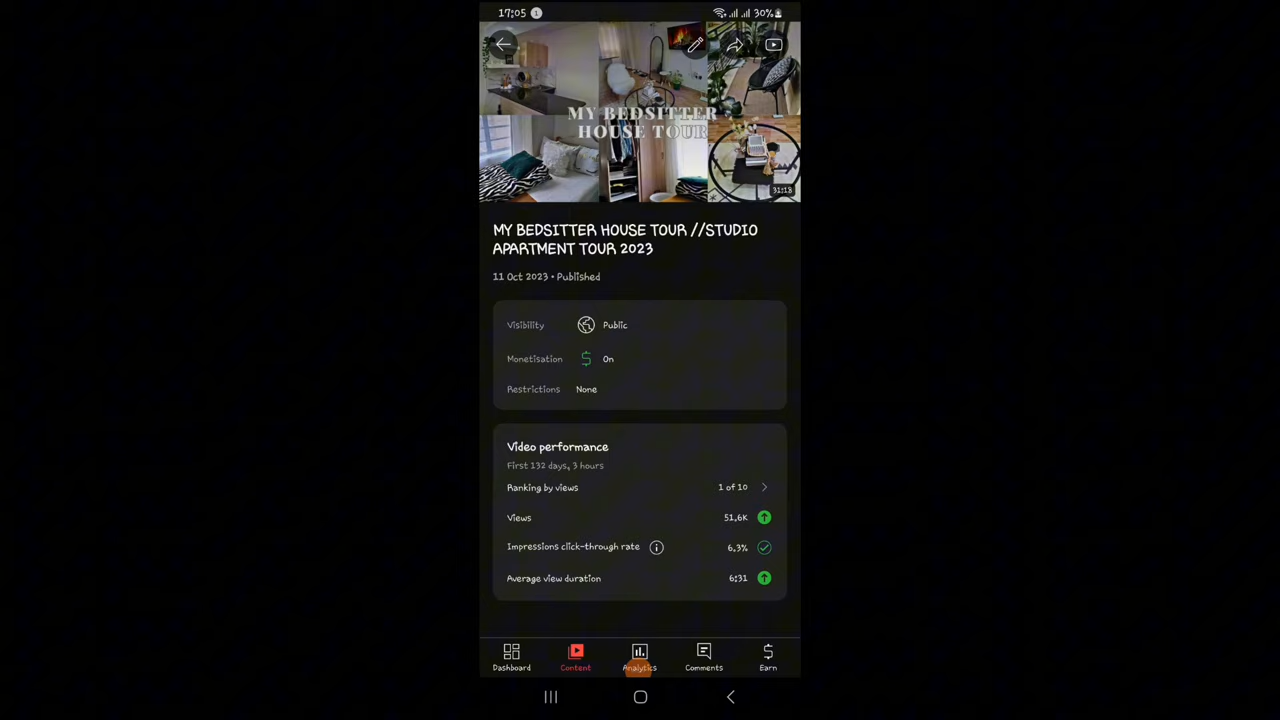 17:05 1 30%
MY BEDSITTER
HOUSE TOUR
31:13
MY BEDSITTER HOUSE TOUR //STUDIO
APARTMENT TOUR 2023
11 Oct 2023 • Published
Visibility Public
Monetisation On
Restrictions None
Video performance
First 132 days, 3 hours
Ranking by views 1 of 10
Views 51,6K
Impressions click-through rate 6,3%
Average view duration 6:31
Dashboard Content Analytics Comments Earn